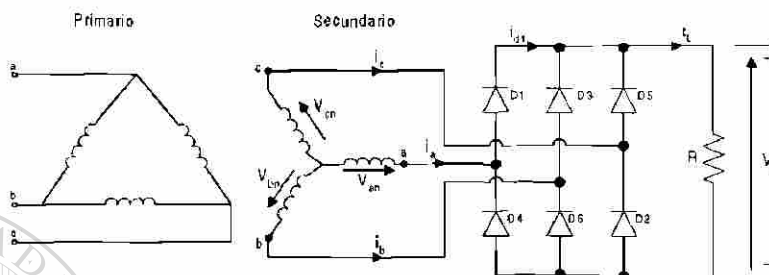 Primario
Secundario
a
b
c
i_c
V_cn
V_bn
a
i_a
V_an
b
i_b
i_d1
i_L
D1
D3
D5
R
V
D4
D6
D2